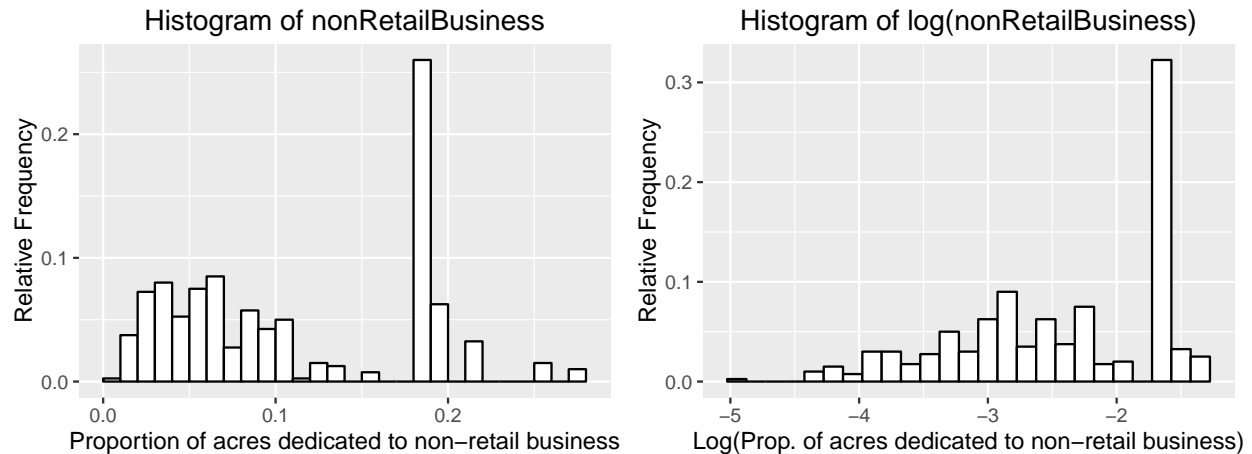 Histogram of nonRetailBusiness
Relative Frequency
0.2
0.1
0.0
0.0 0.1 0.2
Proportion of acres dedicated to non−retail business
Histogram of log(nonRetailBusiness)
Relative Frequency
0.3
0.2
0.1
0.0
−5 −4 −3 −2
Log(Prop. of acres dedicated to non−retail business)